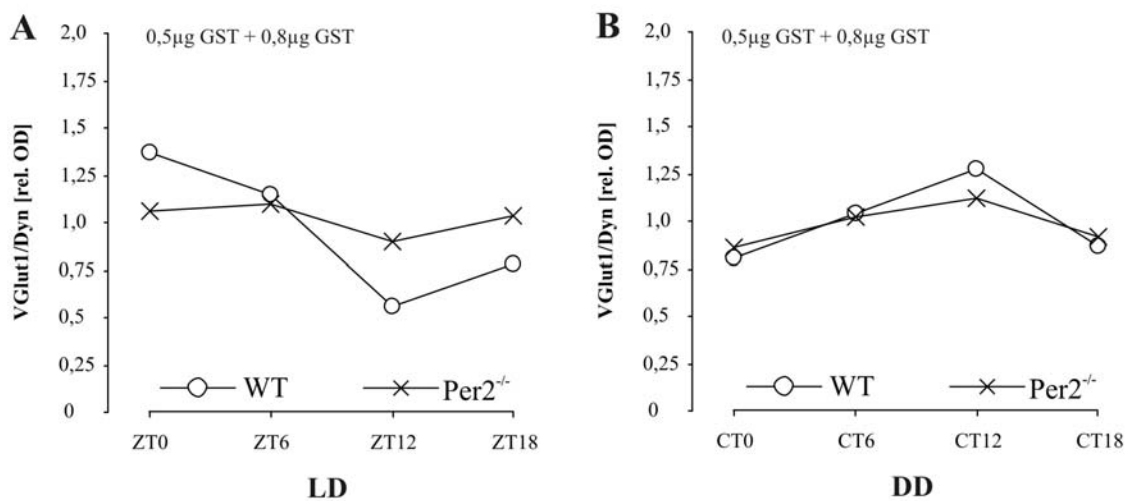 A
0,5µg GST + 0,8µg GST
VGlut1/Dyn [rel. OD]
2,0
1,75
1,5
1,25
1,0
0,75
0,5
0,25
0
WT
Per2-/-
ZT0 ZT6 ZT12 ZT18
LD
B
0,5µg GST + 0,8µg GST
VGlut1/Dyn [rel. OD]
2,0
1,75
1,5
1,25
1,0
0,75
0,5
0,25
0
WT
Per2-/-
CT0 CT6 CT12 CT18
DD